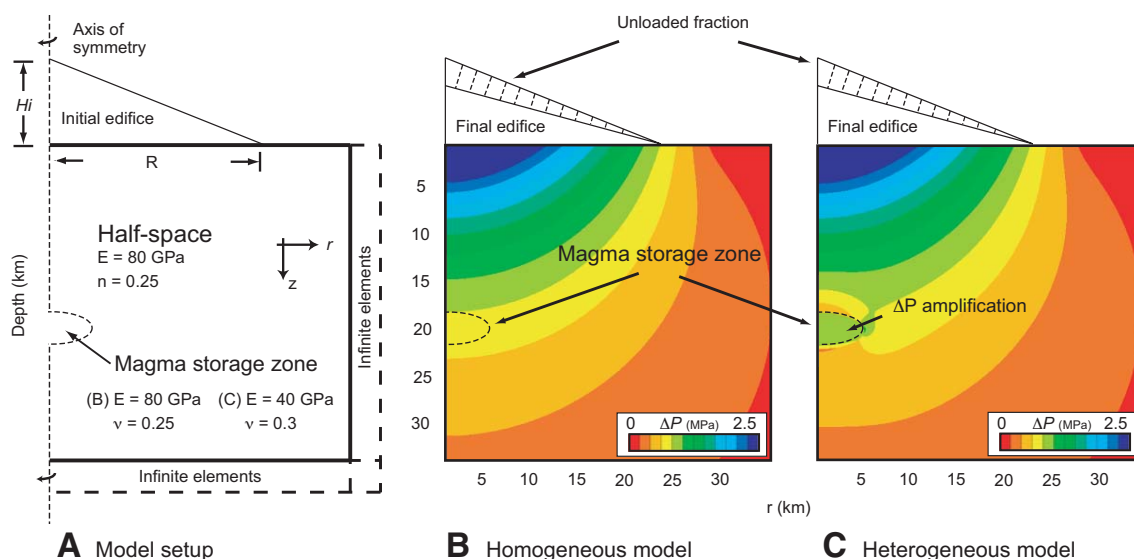 Axis of
symmetry
Hi
Initial edifice
R
Half-space
E = 80 GPa
n = 0.25
r
z
Depth (km)
Magma storage zone
(B) E = 80 GPa (C) E = 40 GPa
ν = 0.25 ν = 0.3
Infinite elements
Infinite elements
A Model setup
Unloaded fraction
Final edifice
5
10
15
20
25
30
Magma storage zone
0 ΔP (MPa) 2.5
5 10 15 20 25 30
B Homogeneous model
r (km)
Final edifice
ΔP amplification
0 ΔP (MPa) 2.5
5 10 15 20 25 30
C Heterogeneous model